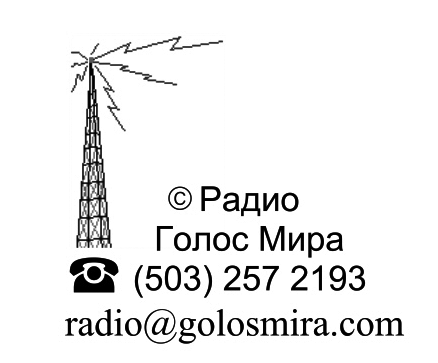 © Радио
Голос Мира
☎ (503) 257 2193
radio@golosmira.com